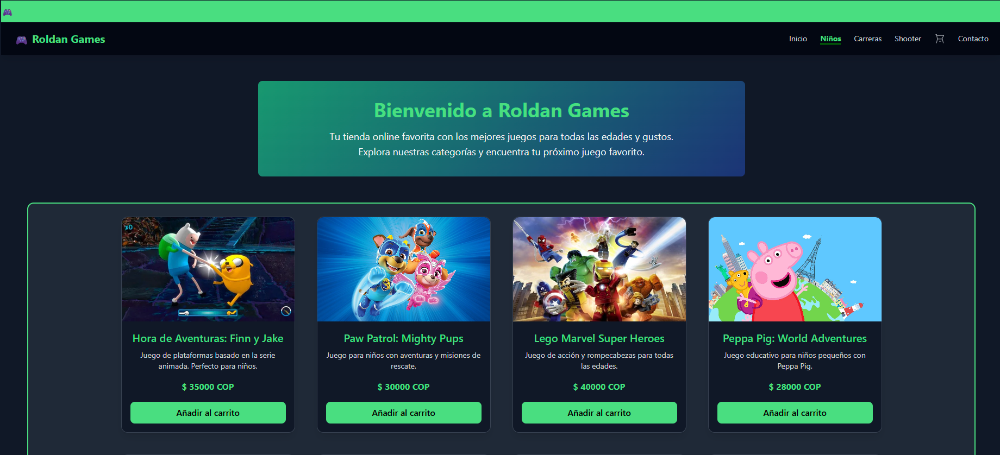 Roldan Games
Inicio
Niños
Carreras
Shooter
Contacto
Bienvenido a Roldan Games
Tu tienda online favorita con los mejores juegos para todas las edades y gustos.
Explora nuestras categorías y encuentra tu próximo juego favorito.
x0
Hora de Aventuras: Finn y Jake
Juego de plataformas basado en la serie
animada. Perfecto para niños.
$ 35000 COP
Añadir al carrito
Paw Patrol: Mighty Pups
Juego para niños con aventuras y misiones de
rescate.
$ 30000 COP
Añadir al carrito
Lego Marvel Super Heroes
Juego de acción y rompecabezas para todas
las edades.
$ 40000 COP
Añadir al carrito
Peppa Pig: World Adventures
Juego educativo para niños pequeños con
Peppa Pig.
$ 28000 COP
Añadir al carrito